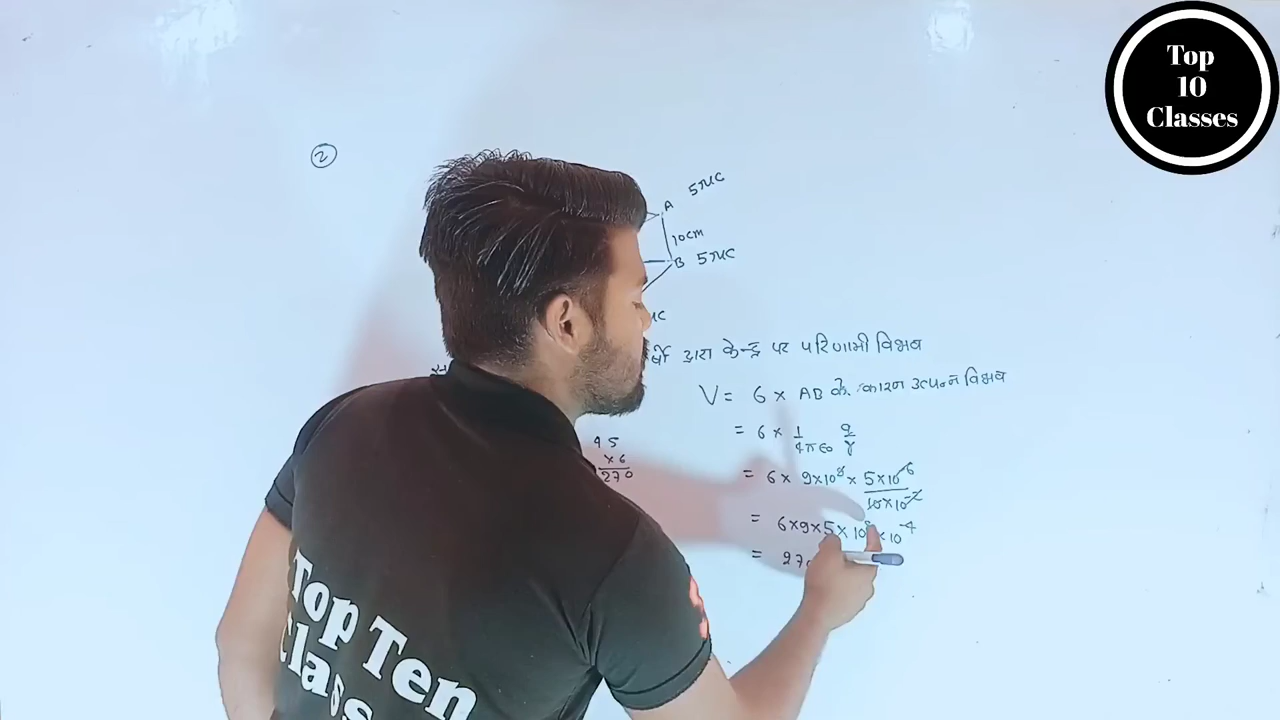 Top
10
Classes
②
A 5μC
10cm
B 5μC
μC
द्वारा केन्द्र पर परिणामी विभव
V = 6 × AB के कारण उत्पन्न विभव
= 6 × 1/4πε₀ q/r
45
×6
270
= 6 × 9×10⁹ × 5×10⁻⁶ / 10×10⁻²
= 6×9×5×10⁸ ×10⁻⁴
= 270
Top Ten
Class